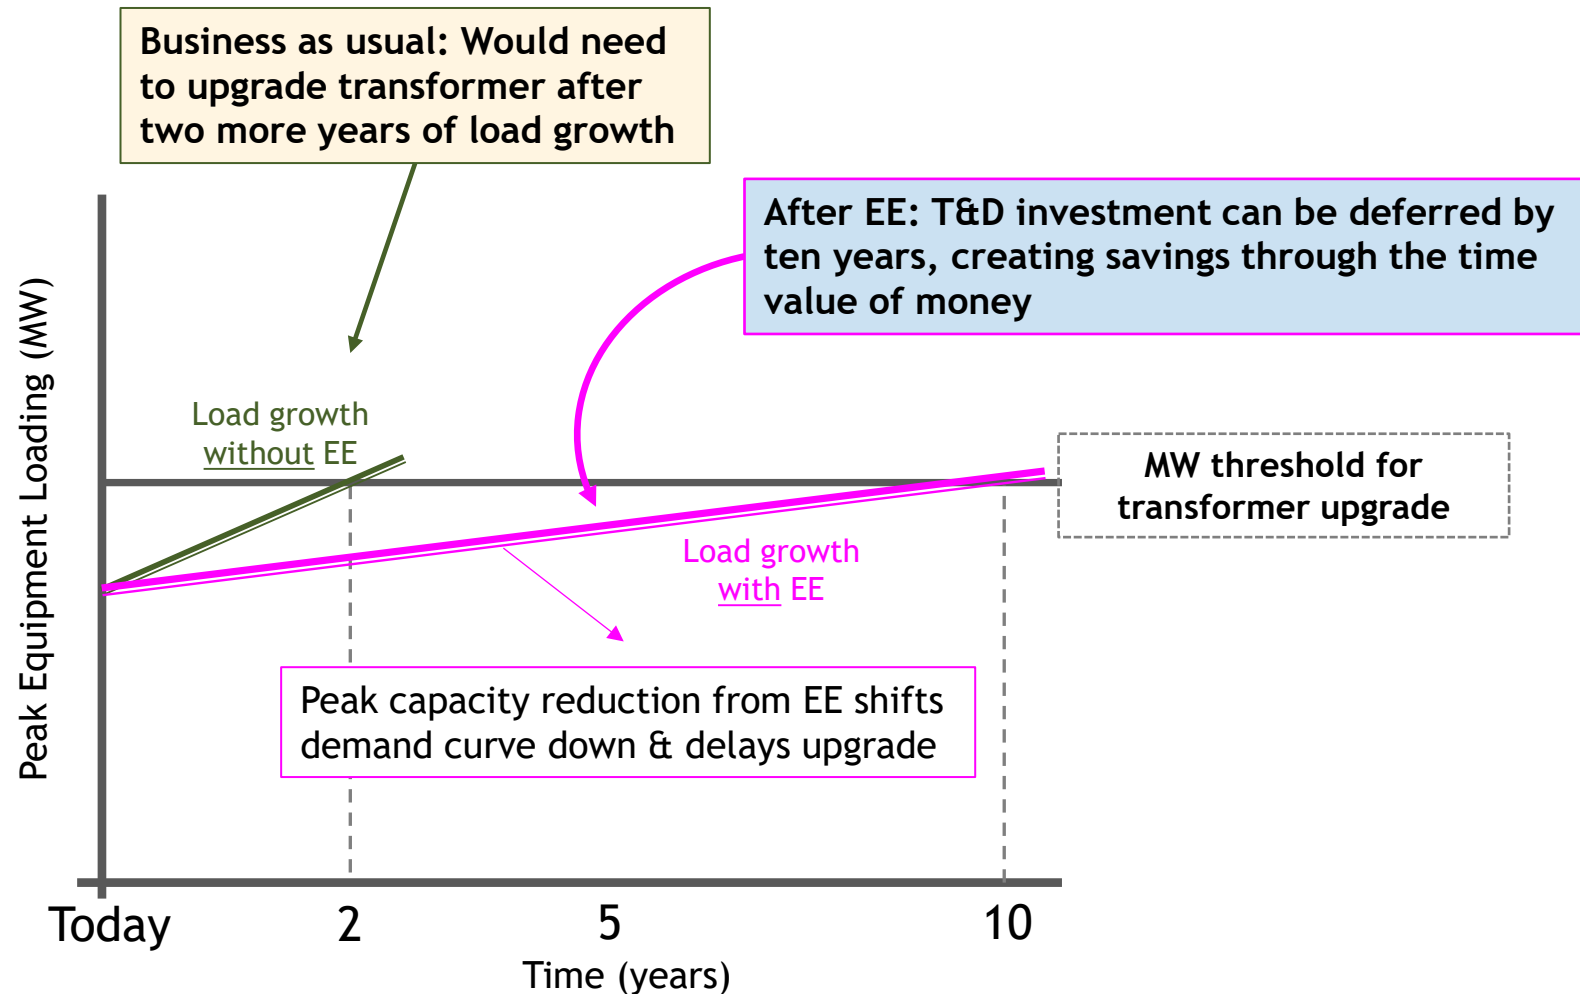 Business as usual: Would need
to upgrade transformer after
two more years of load growth
After EE: T&D investment can be deferred by
ten years, creating savings through the time
value of money
Peak Equipment Loading (MW)
Load growth
without EE
MW threshold for
transformer upgrade
Load growth
with EE
Peak capacity reduction from EE shifts
demand curve down & delays upgrade
Today 2 5 10
Time (years)